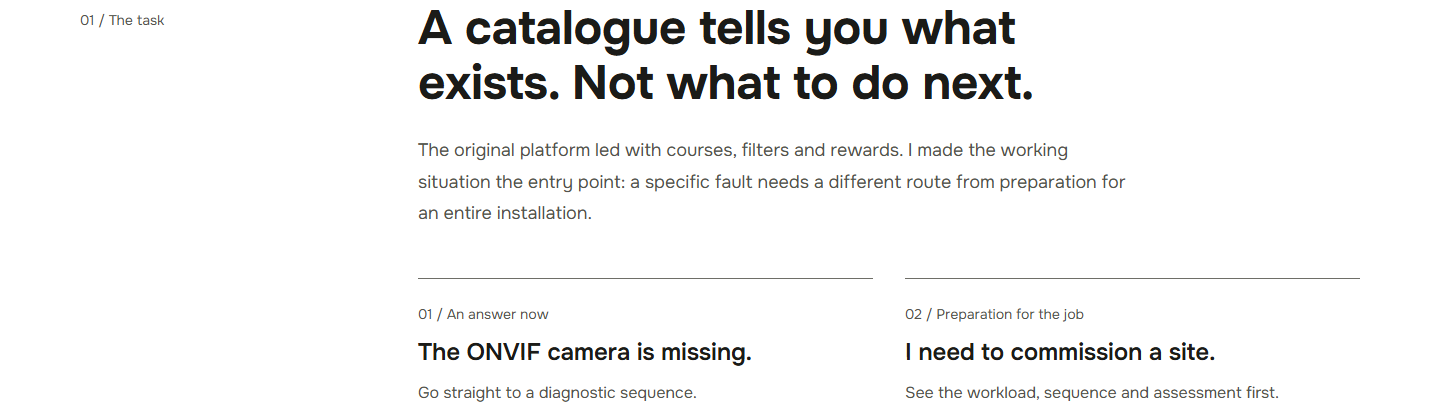 01 / The task
A catalogue tells you what
exists. Not what to do next.
The original platform led with courses, filters and rewards. I made the working
situation the entry point: a specific fault needs a different route from preparation for
an entire installation.
01 / An answer now
The ONVIF camera is missing.
Go straight to a diagnostic sequence.
02 / Preparation for the job
I need to commission a site.
See the workload, sequence and assessment first.